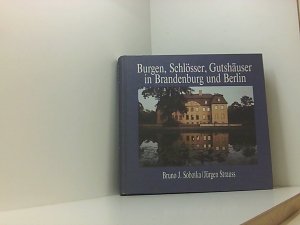 Burgen, Schlösser, Gutshäuser
in Brandenburg und Berlin
Bruno J. Sobotka/Jürgen Strauss